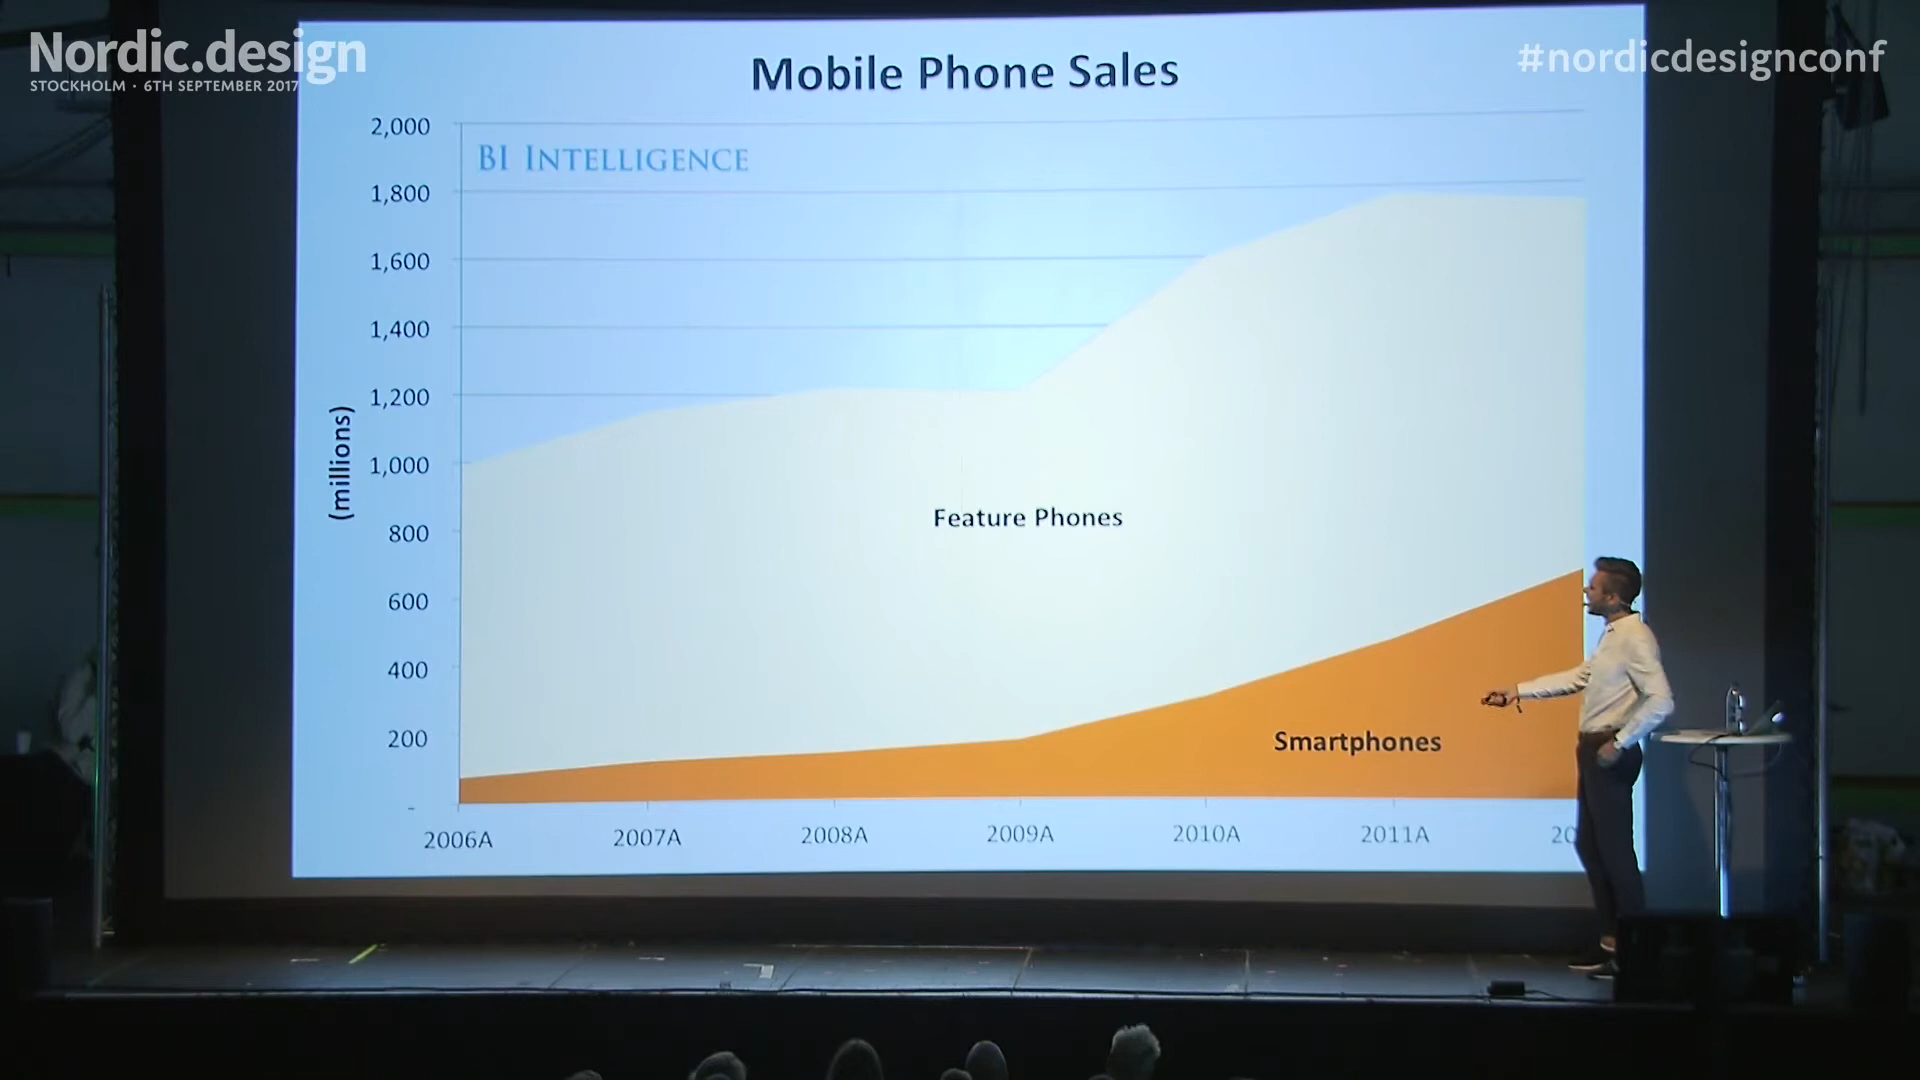 Nordic.design
STOCKHOLM · 6TH SEPTEMBER 2017
#nordicdesignconf
Mobile Phone Sales
BI INTELLIGENCE
(millions)
2,000
1,800
1,600
1,400
1,200
1,000
800
600
400
200
-
Feature Phones
Smartphones
2006A
2007A
2008A
2009A
2010A
2011A
20